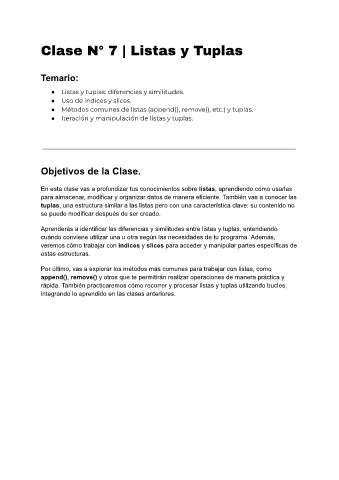 Clase N° 7 | Listas y Tuplas
Temario:
● Listas y tuplas: diferencias y similitudes.
● Uso de índices y slices.
● Métodos comunes de listas (append(), remove(), etc.) y tuplas.
● Iteración y manipulación de listas y tuplas.
Objetivos de la Clase.
En esta clase vas a profundizar tus conocimientos sobre listas, aprendiendo cómo usarlas
para almacenar, modificar y organizar datos de manera eficiente. También vas a conocer las
tuplas, una estructura similar a las listas pero con una característica clave: su contenido no
se puede modificar después de ser creado.
Aprenderás a identificar las diferencias y similitudes entre listas y tuplas, entendiendo
cuándo conviene utilizar una u otra según las necesidades de tu programa. Además,
veremos cómo trabajar con índices y slices para acceder y manipular partes específicas de
estas estructuras.
Por último, vas a explorar los métodos más comunes para trabajar con listas, como
append(), remove() y otros que te permitirán realizar operaciones de manera práctica y
rápida. También practicaremos cómo recorrer y procesar listas y tuplas utilizando bucles,
integrando lo aprendido en las clases anteriores.